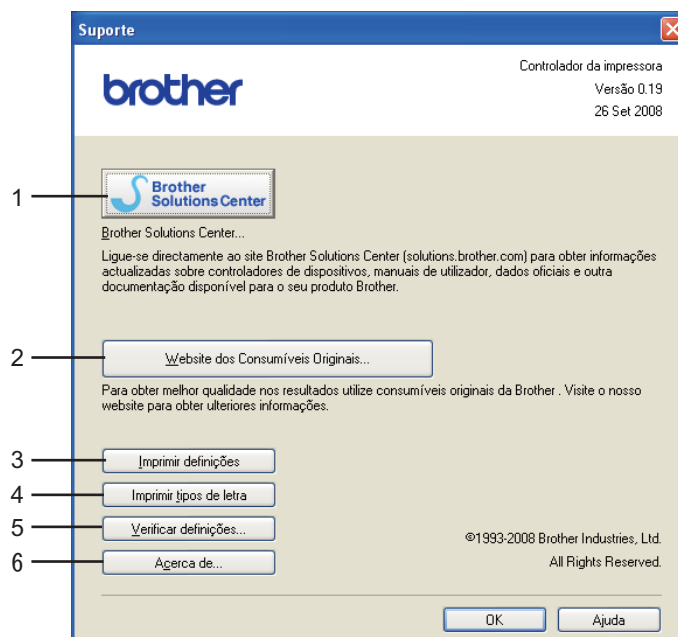 Suporte
brother
Controlador da impressora
Versão 0.19
26 Set 2008
1
Brother
Solutions Center
Brother Solutions Center...
Ligue-se directamente ao site Brother Solutions Center (solutions.brother.com) para obter informações
actualizadas sobre controladores de dispositivos, manuais de utilizador, dados oficiais e outra
documentação disponível para o seu produto Brother.
2
Website dos Consumíveis Originais...
Para obter melhor qualidade nos resultados utilize consumíveis originais da Brother . Visite o nosso
website para obter ulteriores informações.
3
Imprimir definições
4
Imprimir tipos de letra
5
Verificar definições...
6
Acerca de...
©1993-2008 Brother Industries, Ltd.
All Rights Reserved.
OK
Ajuda